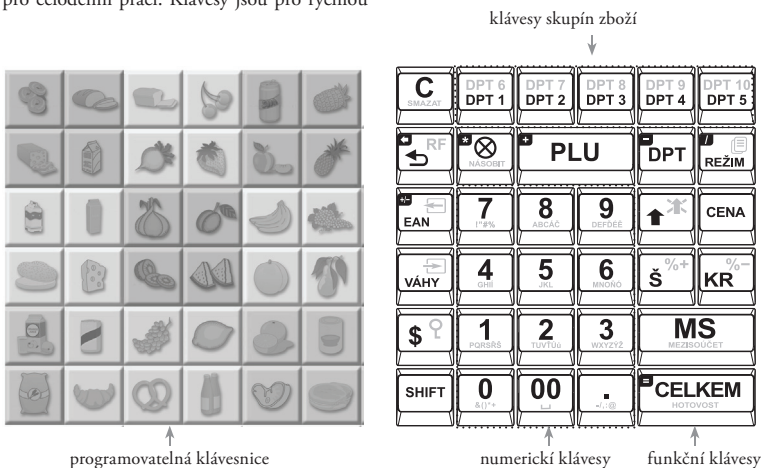 pro celodenní práci. Klávesy jsou pro rychlou
klávesy skupín zboží
C SMAZAT DPT 6 DPT 1 DPT 7 DPT 2 DPT 8 DPT 3 DPT 9 DPT 4 DPT 10 DPT 5
RF * NÁSOBIT + PLU - DPT / REŽIM
+/- EAN 7 !"#% 8 ABCÁČ 9 DEFĎÉĚ CENA
VÁHY 4 GHIÍ 5 JKL 6 MNOŇÓ Š %+ KR %-
$ 1 PQRSŘŠ 2 TUVŤÚŮ 3 WXYZÝŽ MS MEZISOUČET
SHIFT 0 &()*+ 00 . -/.:@ = CELKEM HOTOVOST
programovatelná klávesnice numerickí klávesy funkční klávesy